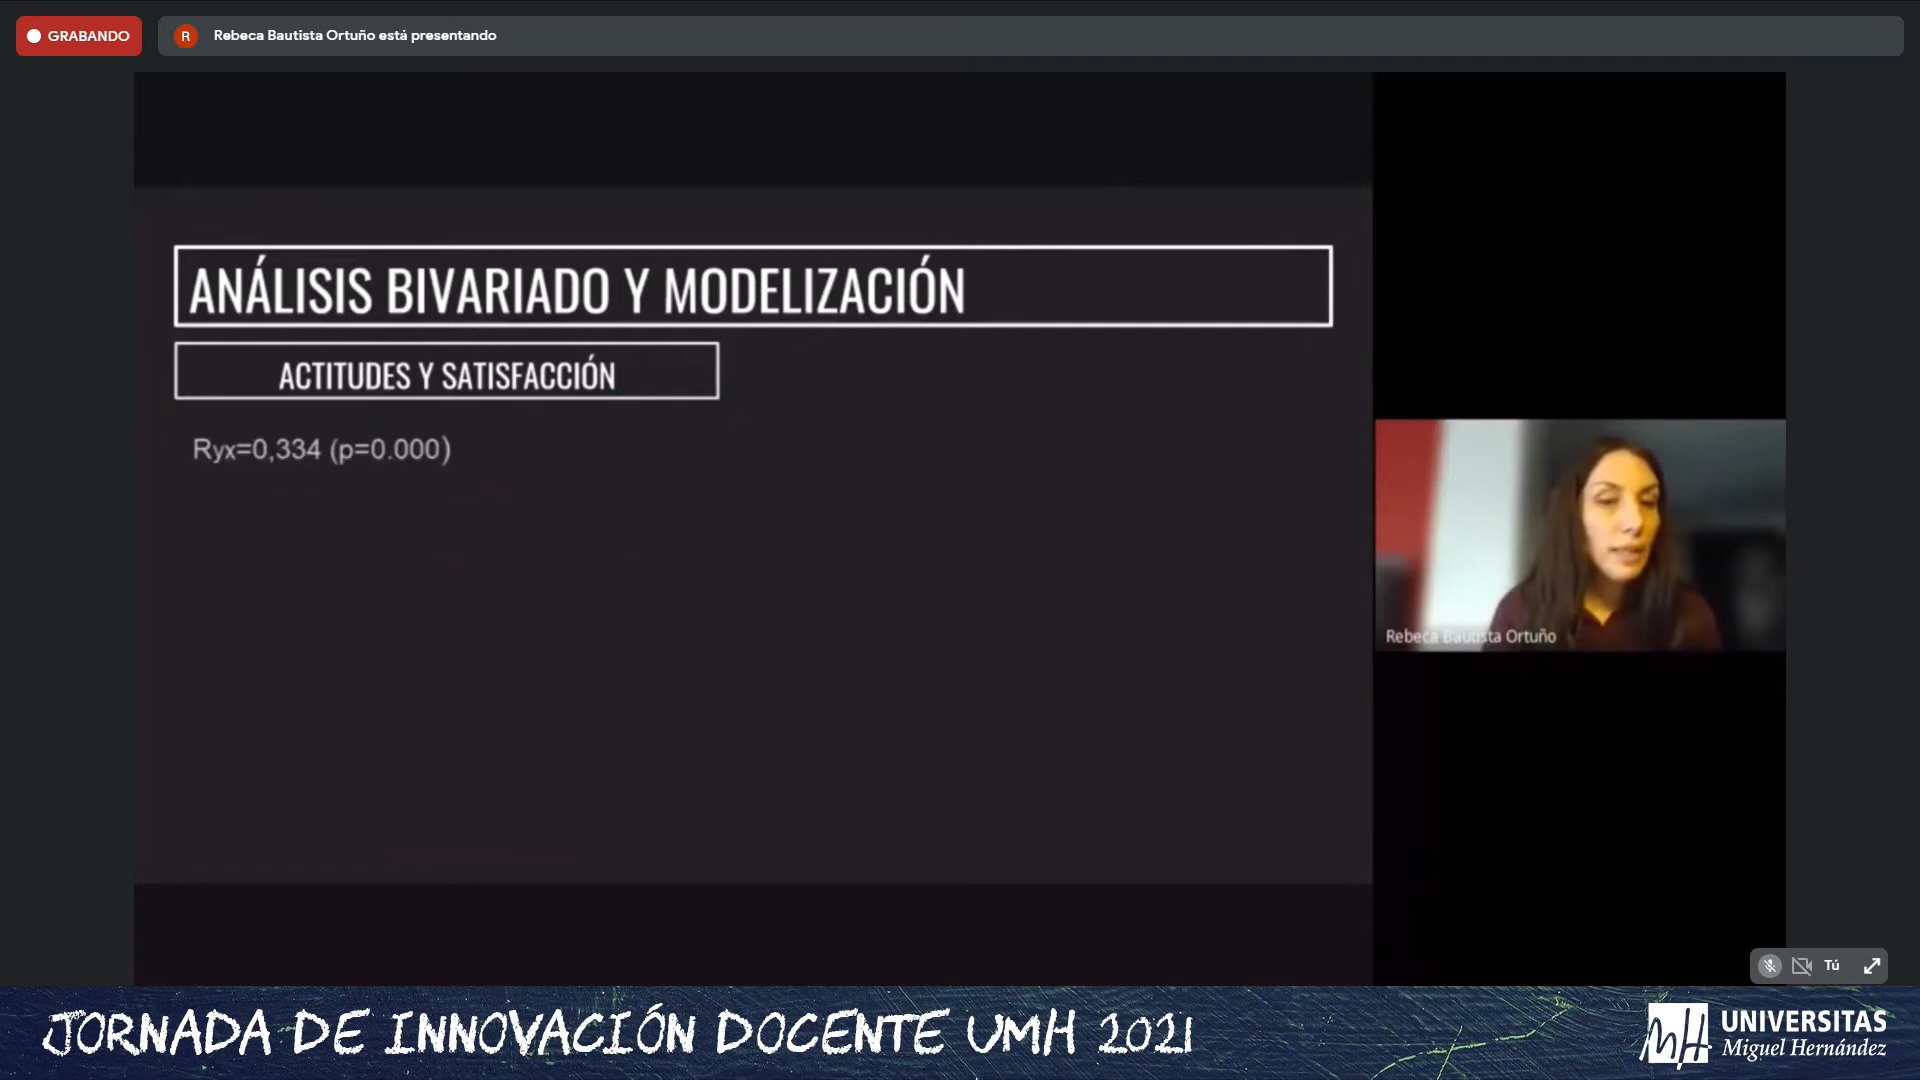 GRABANDO
R
Rebeca Bautista Ortuño está presentando
ANÁLISIS BIVARIADO Y MODELIZACIÓN
ACTITUDES Y SATISFACCIÓN
Ryx=0,334 (p=0.000)
Rebeca Bautista Ortuño
Tú
JORNADA DE INNOVACIÓN DOCENTE UMH 2021
UNIVERSITAS
Miguel Hernández